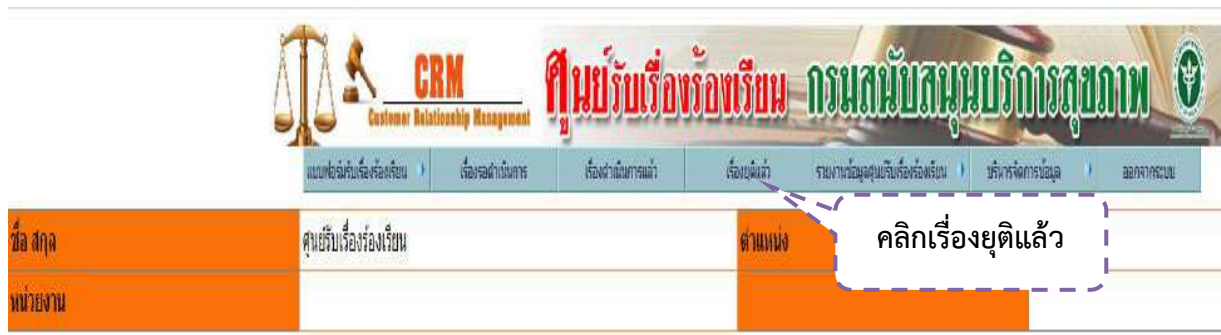 CRM
Customer Relationship Management
ศูนย์รับเรื่องร้องเรียน กรมสนับสนุนบริการสุขภาพ
แบบฟอร์มรับเรื่องร้องเรียน เรื่องรอดำเนินการ เรื่องดำเนินการแล้ว เรื่องยุติแล้ว รายงานข้อมูลศูนย์รับเรื่องร้องเรียน บริหารจัดการข้อมูล ออกจากระบบ
คลิกเรื่องยุติแล้ว
ชื่อ สกุล ศูนย์รับเรื่องร้องเรียน ตำแหน่ง
หน่วยงาน